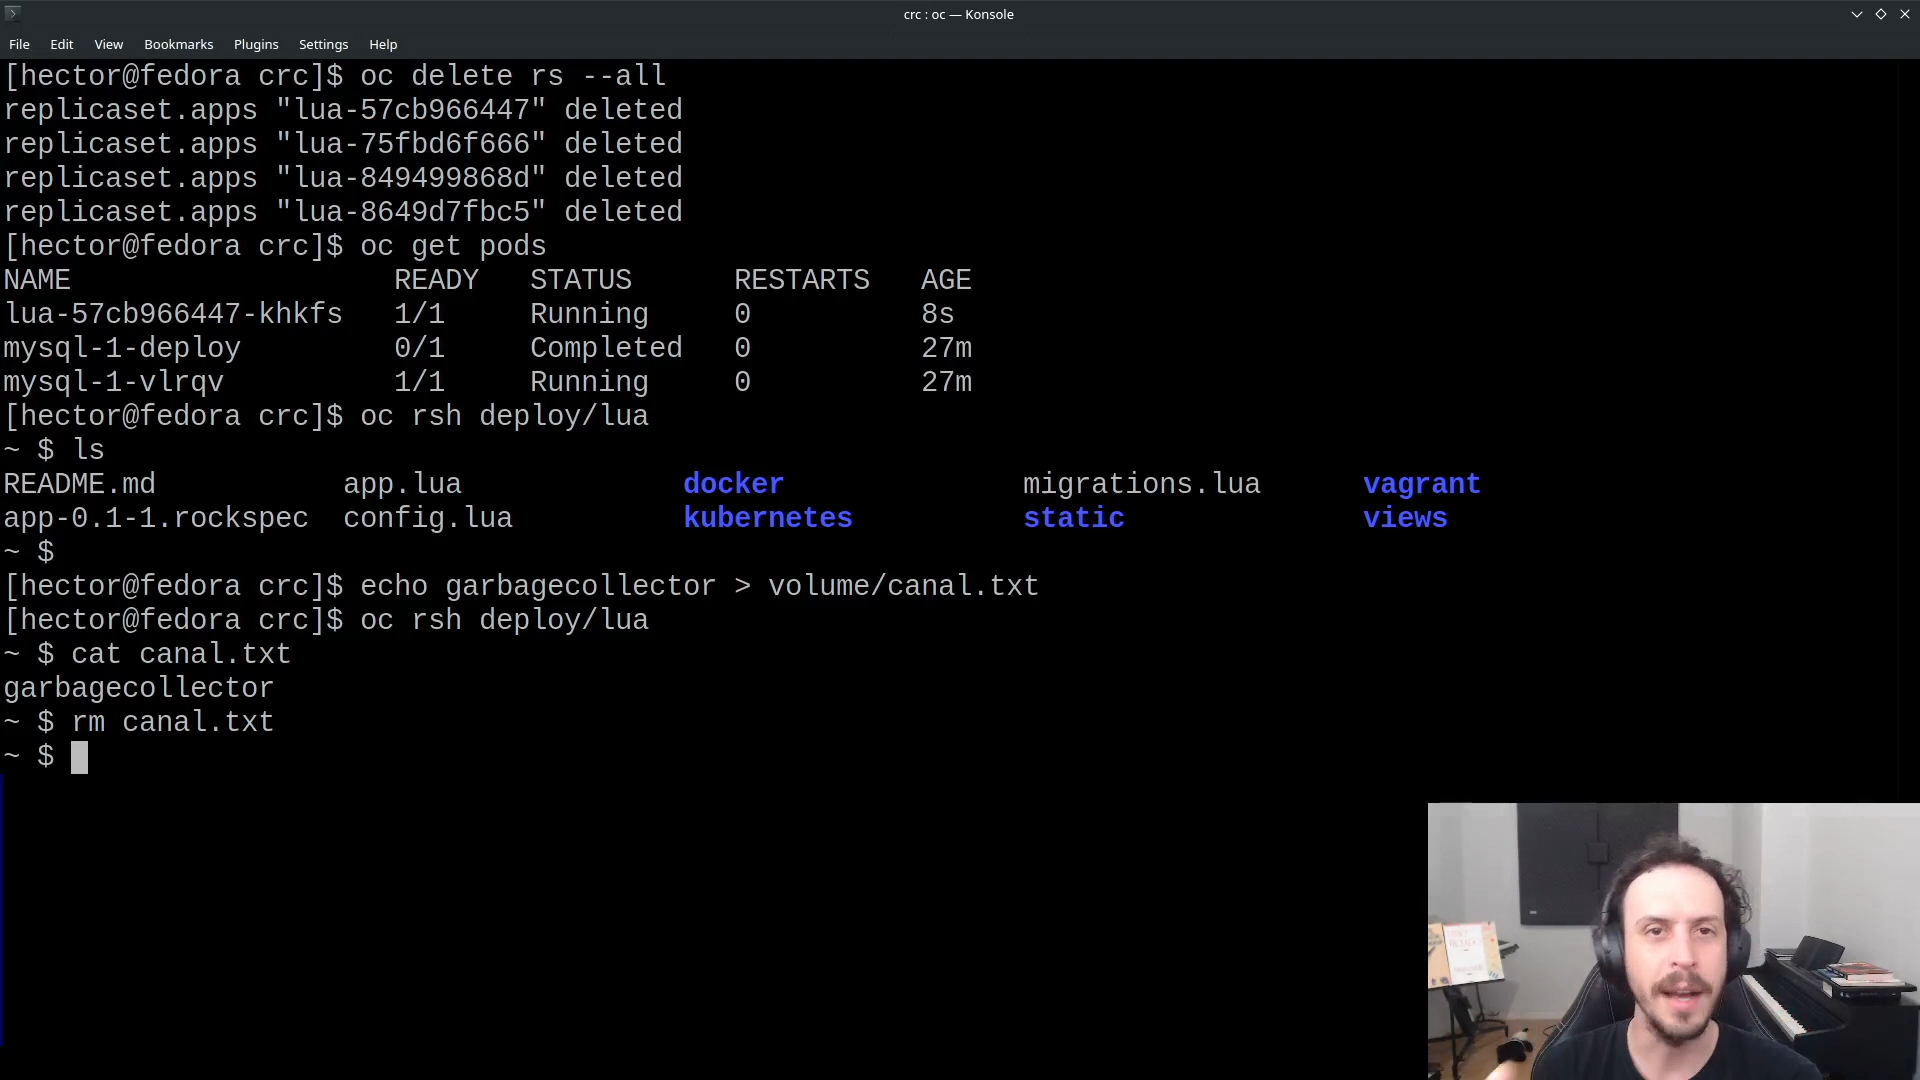 crc : oc — Konsole
File Edit View Bookmarks Plugins Settings Help
[hector@fedora crc]$ oc delete rs --all
replicaset.apps "lua-57cb966447" deleted
replicaset.apps "lua-75fbd6f666" deleted
replicaset.apps "lua-849499868d" deleted
replicaset.apps "lua-8649d7fbc5" deleted
[hector@fedora crc]$ oc get pods
NAME READY STATUS RESTARTS AGE
lua-57cb966447-khkfs 1/1 Running 0 8s
mysql-1-deploy 0/1 Completed 0 27m
mysql-1-vlrqv 1/1 Running 0 27m
[hector@fedora crc]$ oc rsh deploy/lua
~ $ ls
README.md app.lua docker migrations.lua vagrant
app-0.1-1.rockspec config.lua kubernetes static views
~ $
[hector@fedora crc]$ echo garbagecollector > volume/canal.txt
[hector@fedora crc]$ oc rsh deploy/lua
~ $ cat canal.txt
garbagecollector
~ $ rm canal.txt
~ $